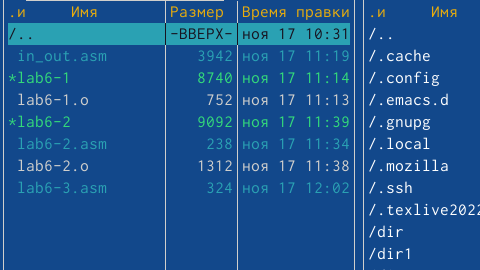 .и Имя Размер Время правки .и Имя
/.. -ВВЕРХ- ноя 17 10:31 /..
in_out.asm 3942 ноя 17 11:19 /.cache
*lab6-1 8740 ноя 17 11:14 /.config
lab6-1.o 752 ноя 17 11:13 /.emacs.d
*lab6-2 9092 ноя 17 11:39 /.gnupg
lab6-2.asm 238 ноя 17 11:34 /.local
lab6-2.o 1312 ноя 17 11:38 /.mozilla
lab6-3.asm 324 ноя 17 12:02 /.ssh
/.texlive2022
/dir
/dir1